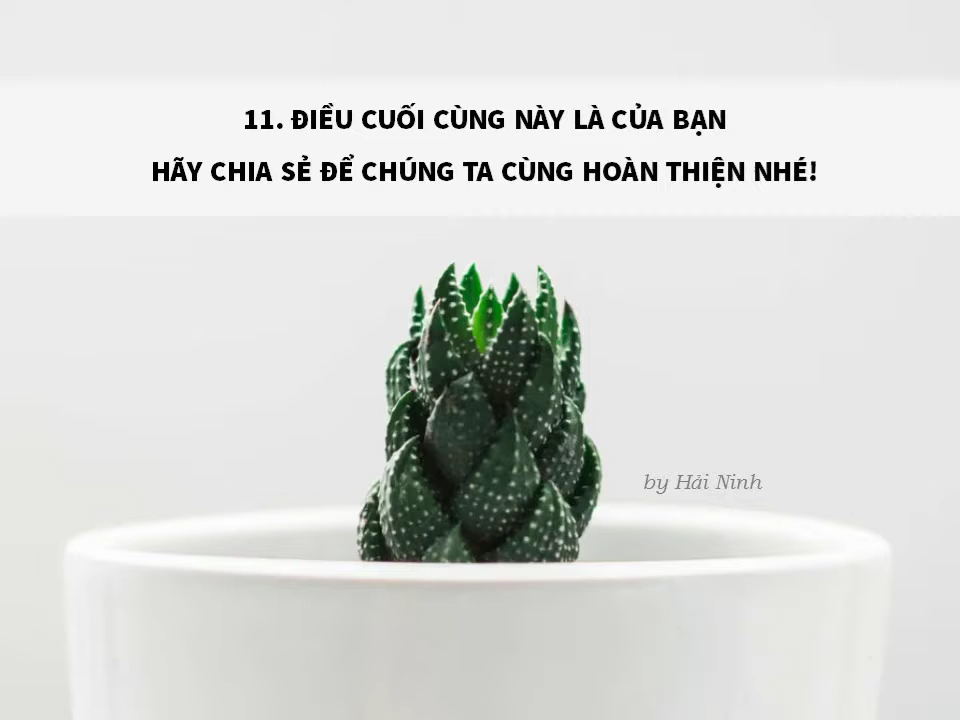 11. ĐIỀU CUỐI CÙNG NÀY LÀ CỦA BẠN
HÃY CHIA SẺ ĐỂ CHÚNG TA CÙNG HOÀN THIỆN NHÉ!
by Hải Ninh